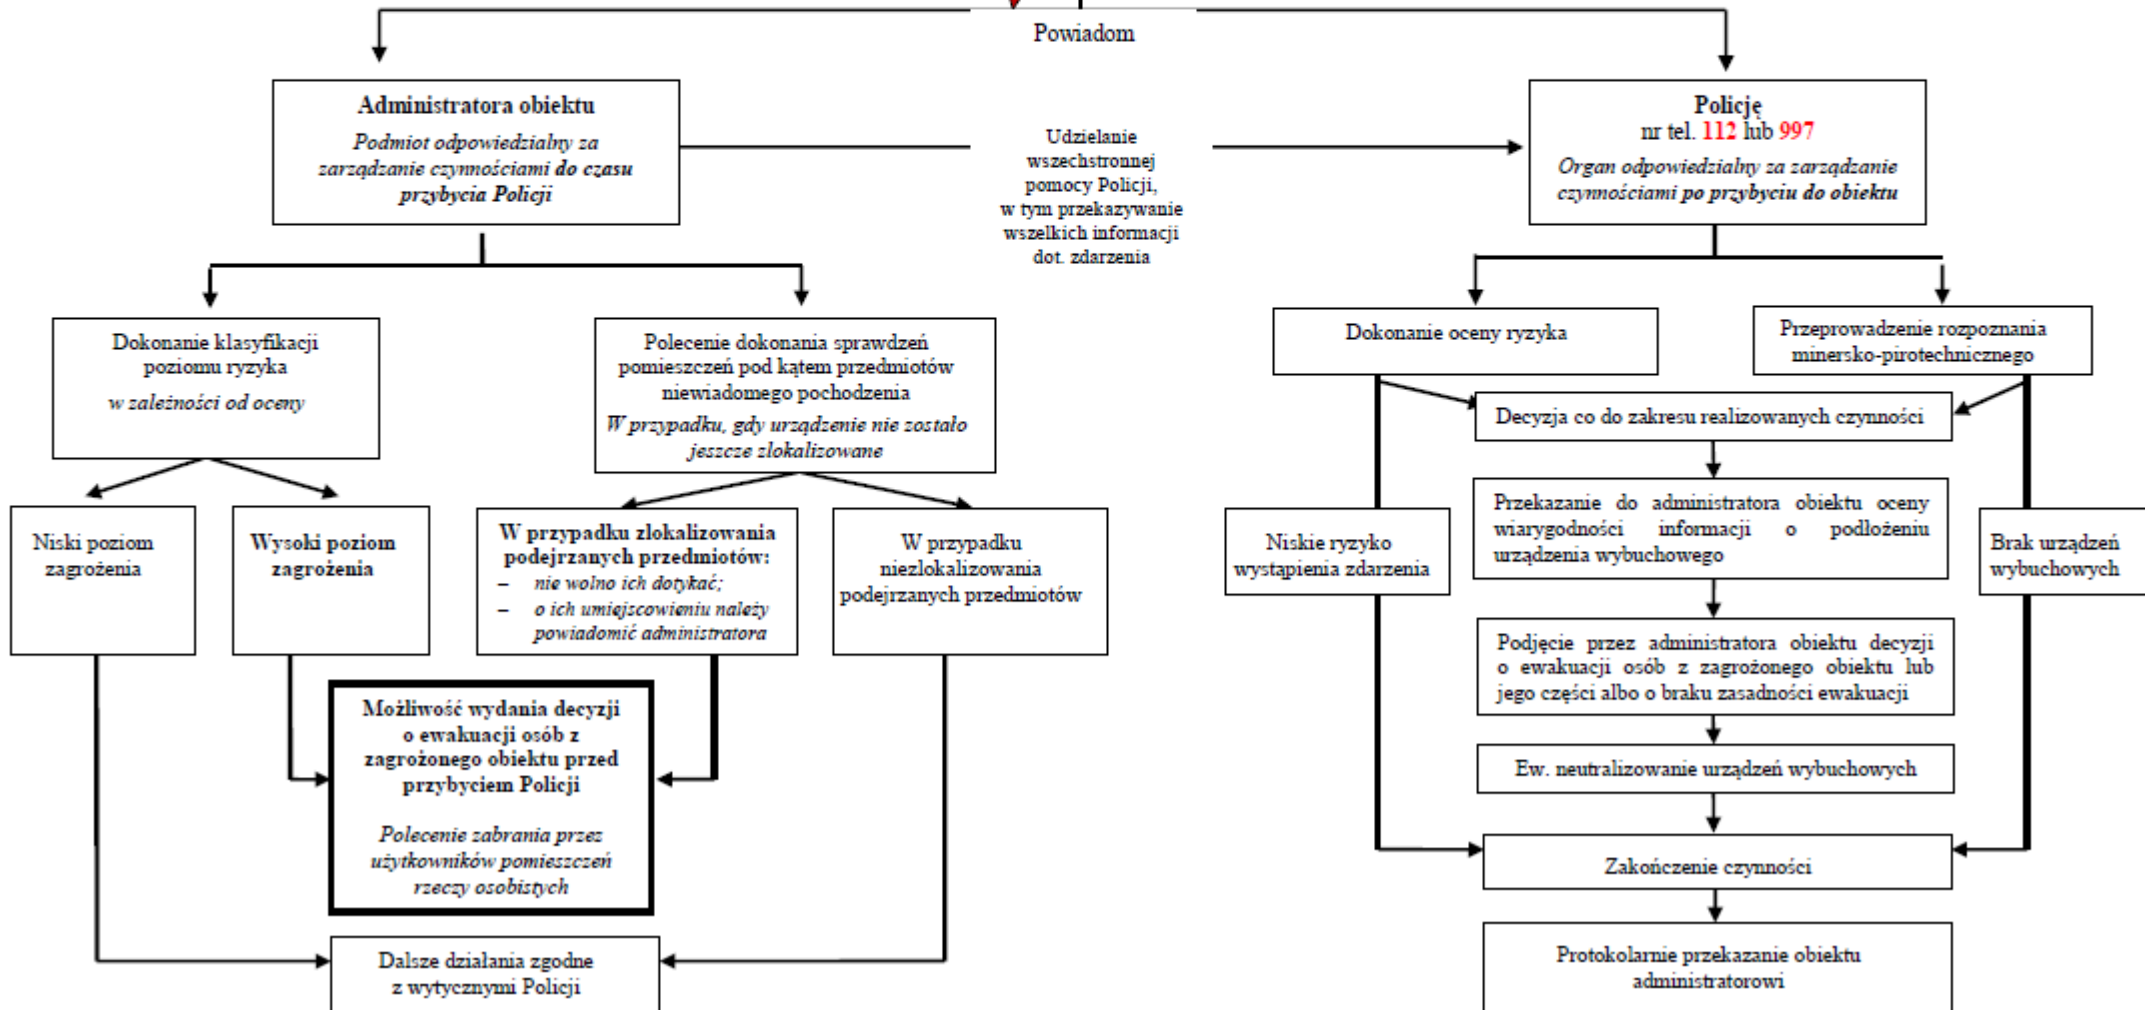 Powiadom
Administratora obiektu
Podmiot odpowiedzialny za
zarządzanie czynnościami do czasu
przybycia Policji
Udzielanie
wszechstronnej
pomocy Policji,
w tym przekazywanie
wszelkich informacji
dot. zdarzenia
Policję
nr tel. 112 lub 997
Organ odpowiedzialny za zarządzanie
czynnościami po przybyciu do obiektu
Dokonanie klasyfikacji
poziomu ryzyka
w zależności od oceny
Polecenie dokonania sprawdzeń
pomieszczeń pod kątem przedmiotów
niewiadomego pochodzenia
W przypadku, gdy urządzenie nie zostało
jeszcze zlokalizowane
Dokonanie oceny ryzyka
Przeprowadzenie rozpoznania
minersko-pirotechnicznego
Decyzja co do zakresu realizowanych czynności
Niski poziom
zagrożenia
Wysoki poziom
zagrożenia
W przypadku zlokalizowania
podejrzanych przedmiotów:
– nie wolno ich dotykać;
– o ich umiejscowieniu należy
powiadomić administratora
W przypadku
niezlokalizowania
podejrzanych przedmiotów
Niskie ryzyko
wystąpienia zdarzenia
Przekazanie do administratora obiektu oceny
wiarygodności informacji o podłożeniu
urządzenia wybuchowego
Brak urządzeń
wybuchowych
Podjęcie przez administratora obiektu decyzji
o ewakuacji osób z zagrożonego obiektu lub
jego części albo o braku zasadności ewakuacji
Możliwość wydania decyzji
o ewakuacji osób z
zagrożonego obiektu przed
przybyciem Policji
Polecenie zabrania przez
użytkowników pomieszczeń
rzeczy osobistych
Ew. neutralizowanie urządzeń wybuchowych
Zakończenie czynności
Dalsze działania zgodne
z wytycznymi Policji
Protokolarnie przekazanie obiektu
administratorowi